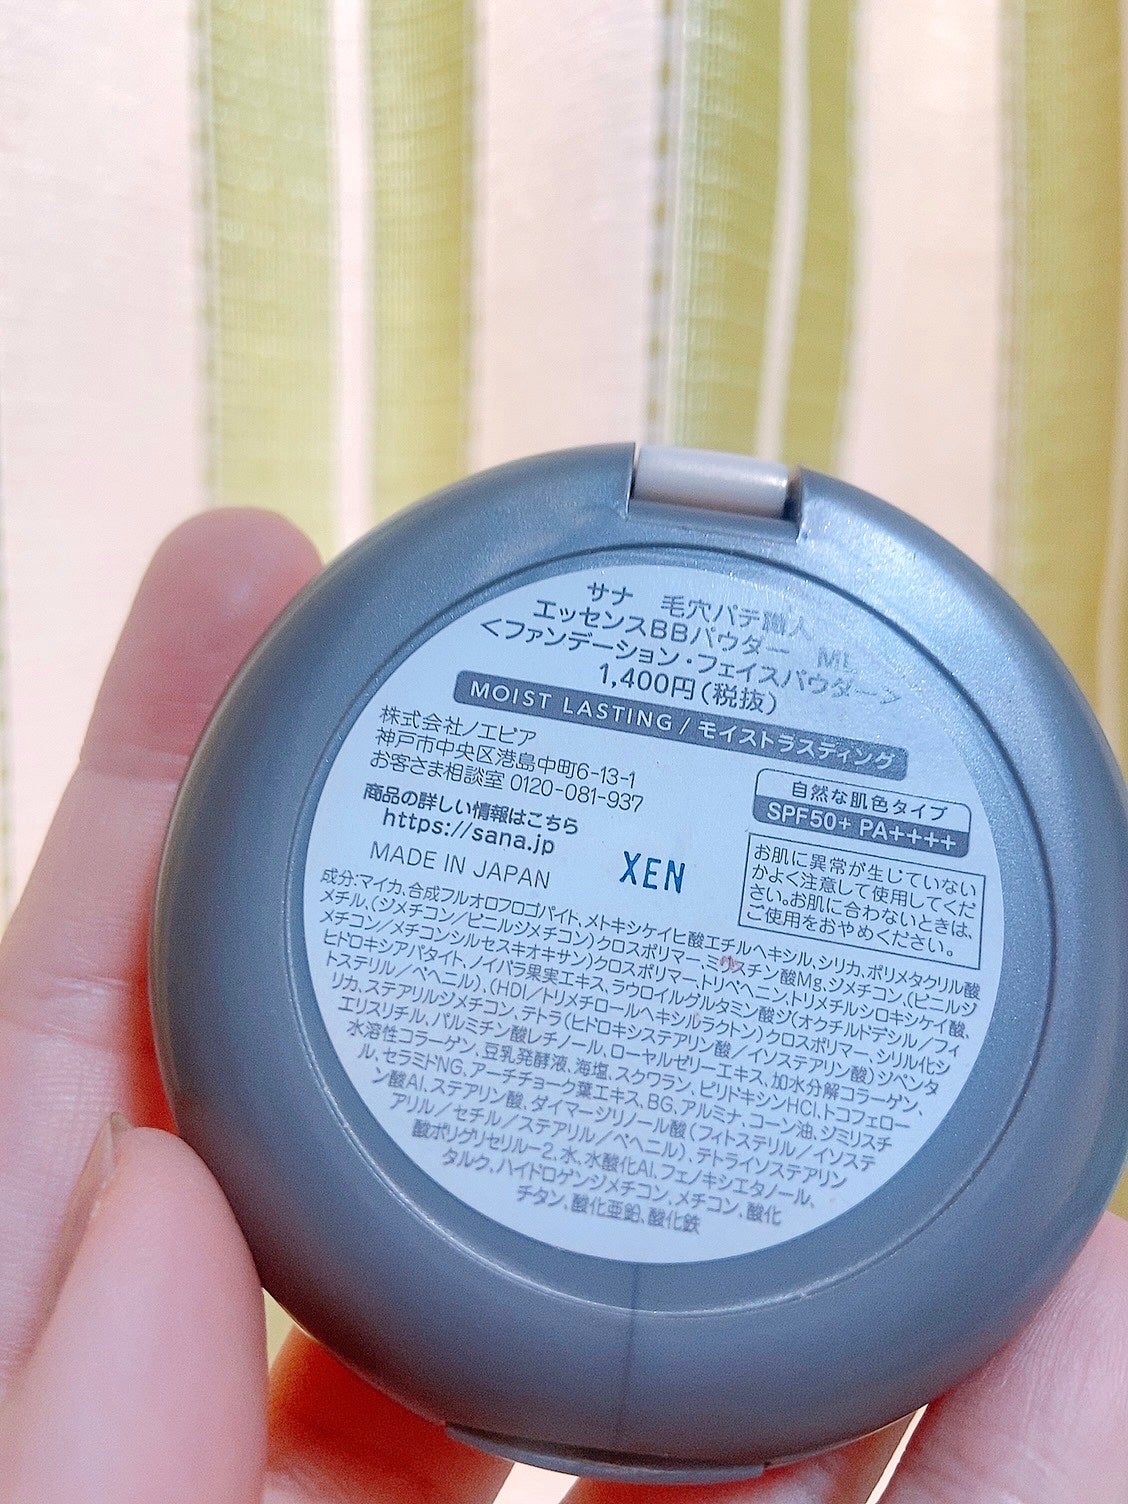 サナ 毛穴パテ職人
エッセンスBBパウダー ML
<ファンデーション・フェイスパウダー>
1,400円(税抜)
MOIST LASTING / モイストラスティング
株式会社ノエビア
神戸市中央区港島中町6-13-1
お客さま相談室 0120-081-937
商品の詳しい情報はこちら
https://sana.jp
MADE IN JAPAN
XEN
自然な肌色タイプ
SPF50+ PA++++
お肌に異常が生じていない
かよく注意して使用してくだ
さい。お肌に合わないときは、
ご使用をおやめください。
成分:マイカ、合成フルオロフロゴパイト、メトキシケイヒ酸エチルヘキシル、シリカ、ポリメタクリル酸
メチル、(ジメチコン/ビニルジメチコン)クロスポリマー、ミリスチン酸Mg、ジメチコン、(ビニルジ
メチコン/メチコンシルセスキオキサン)クロスポリマー、トリベヘニン、トリメチルシロキシケイ酸、
ヒドロキシアパタイト、ノイバラ果実エキス、ラウロイルグルタミン酸ジ(オクチルドデシル/フィ
トステリル/ベヘニル)、(HDI/トリメチロールヘキシルラクトン)クロスポリマー、シリル化シ
リカ、ステアリルジメチコン、テトラ(ヒドロキシステアリン酸/イソステアリン酸)ジペンタ
エリスリチル、パルミチン酸レチノール、ローヤルゼリーエキス、加水分解コラーゲン、
水溶性コラーゲン、豆乳発酵液、海塩、スクワラン、ピリドキシンHCl、トコフェロー
ル、セラミドNG、アーチチョーク葉エキス、BG、アルミナ、コーン油、ジミリスチ
ン酸Al、ステアリン酸、ダイマージリノール酸(フィトステリル/イソステ
アリル/セチル/ステアリル/ベヘニル)、テトライソステアリン
酸ポリグリセリル-2、水、水酸化Al、フェノキシエタノール、
タルク、ハイドロゲンジメチコン、メチコン、酸化
チタン、酸化亜鉛、酸化鉄